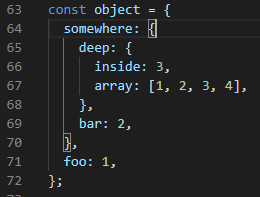 63 const object = {
64   somewhere: {
65     deep: {
66       inside: 3,
67       array: [1, 2, 3, 4],
68     },
69     bar: 2,
70   },
71   foo: 1,
72 };